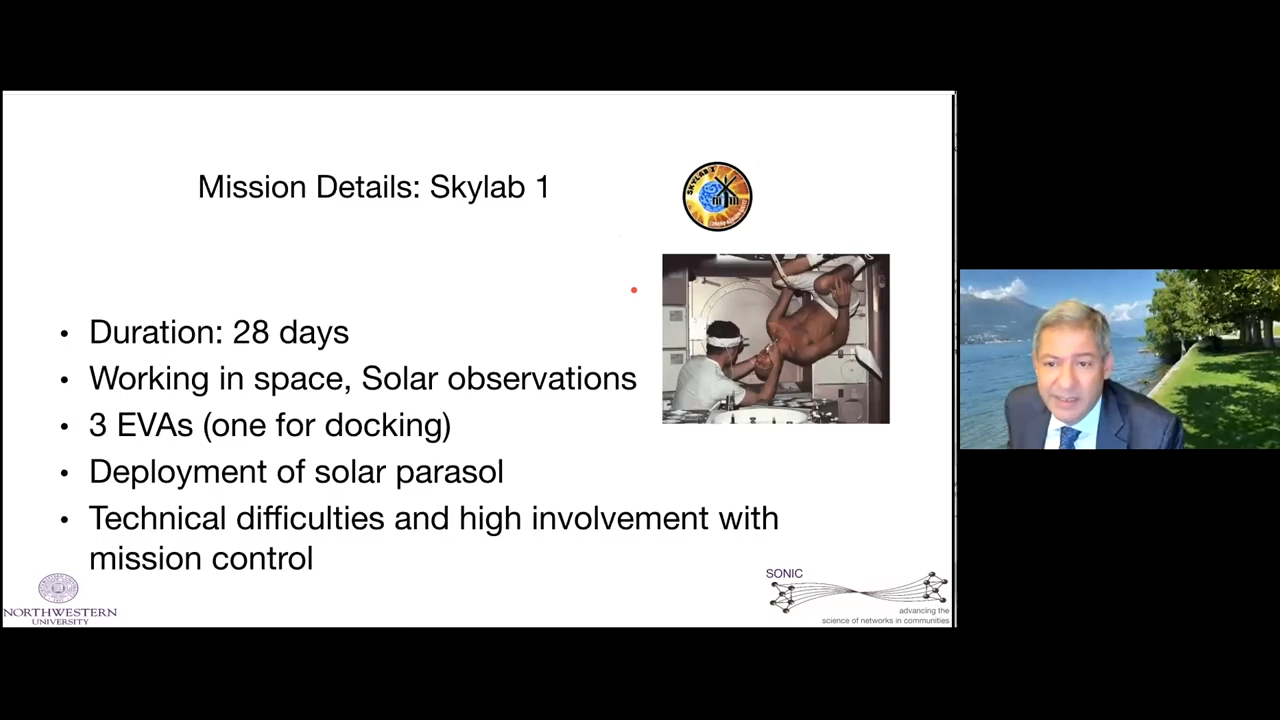 Mission Details: Skylab 1
SKYLAB I
• Duration: 28 days
• Working in space, Solar observations
• 3 EVAs (one for docking)
• Deployment of solar parasol
• Technical difficulties and high involvement with
mission control
NORTHWESTERN
UNIVERSITY
SONIC
advancing the
science of networks in communities